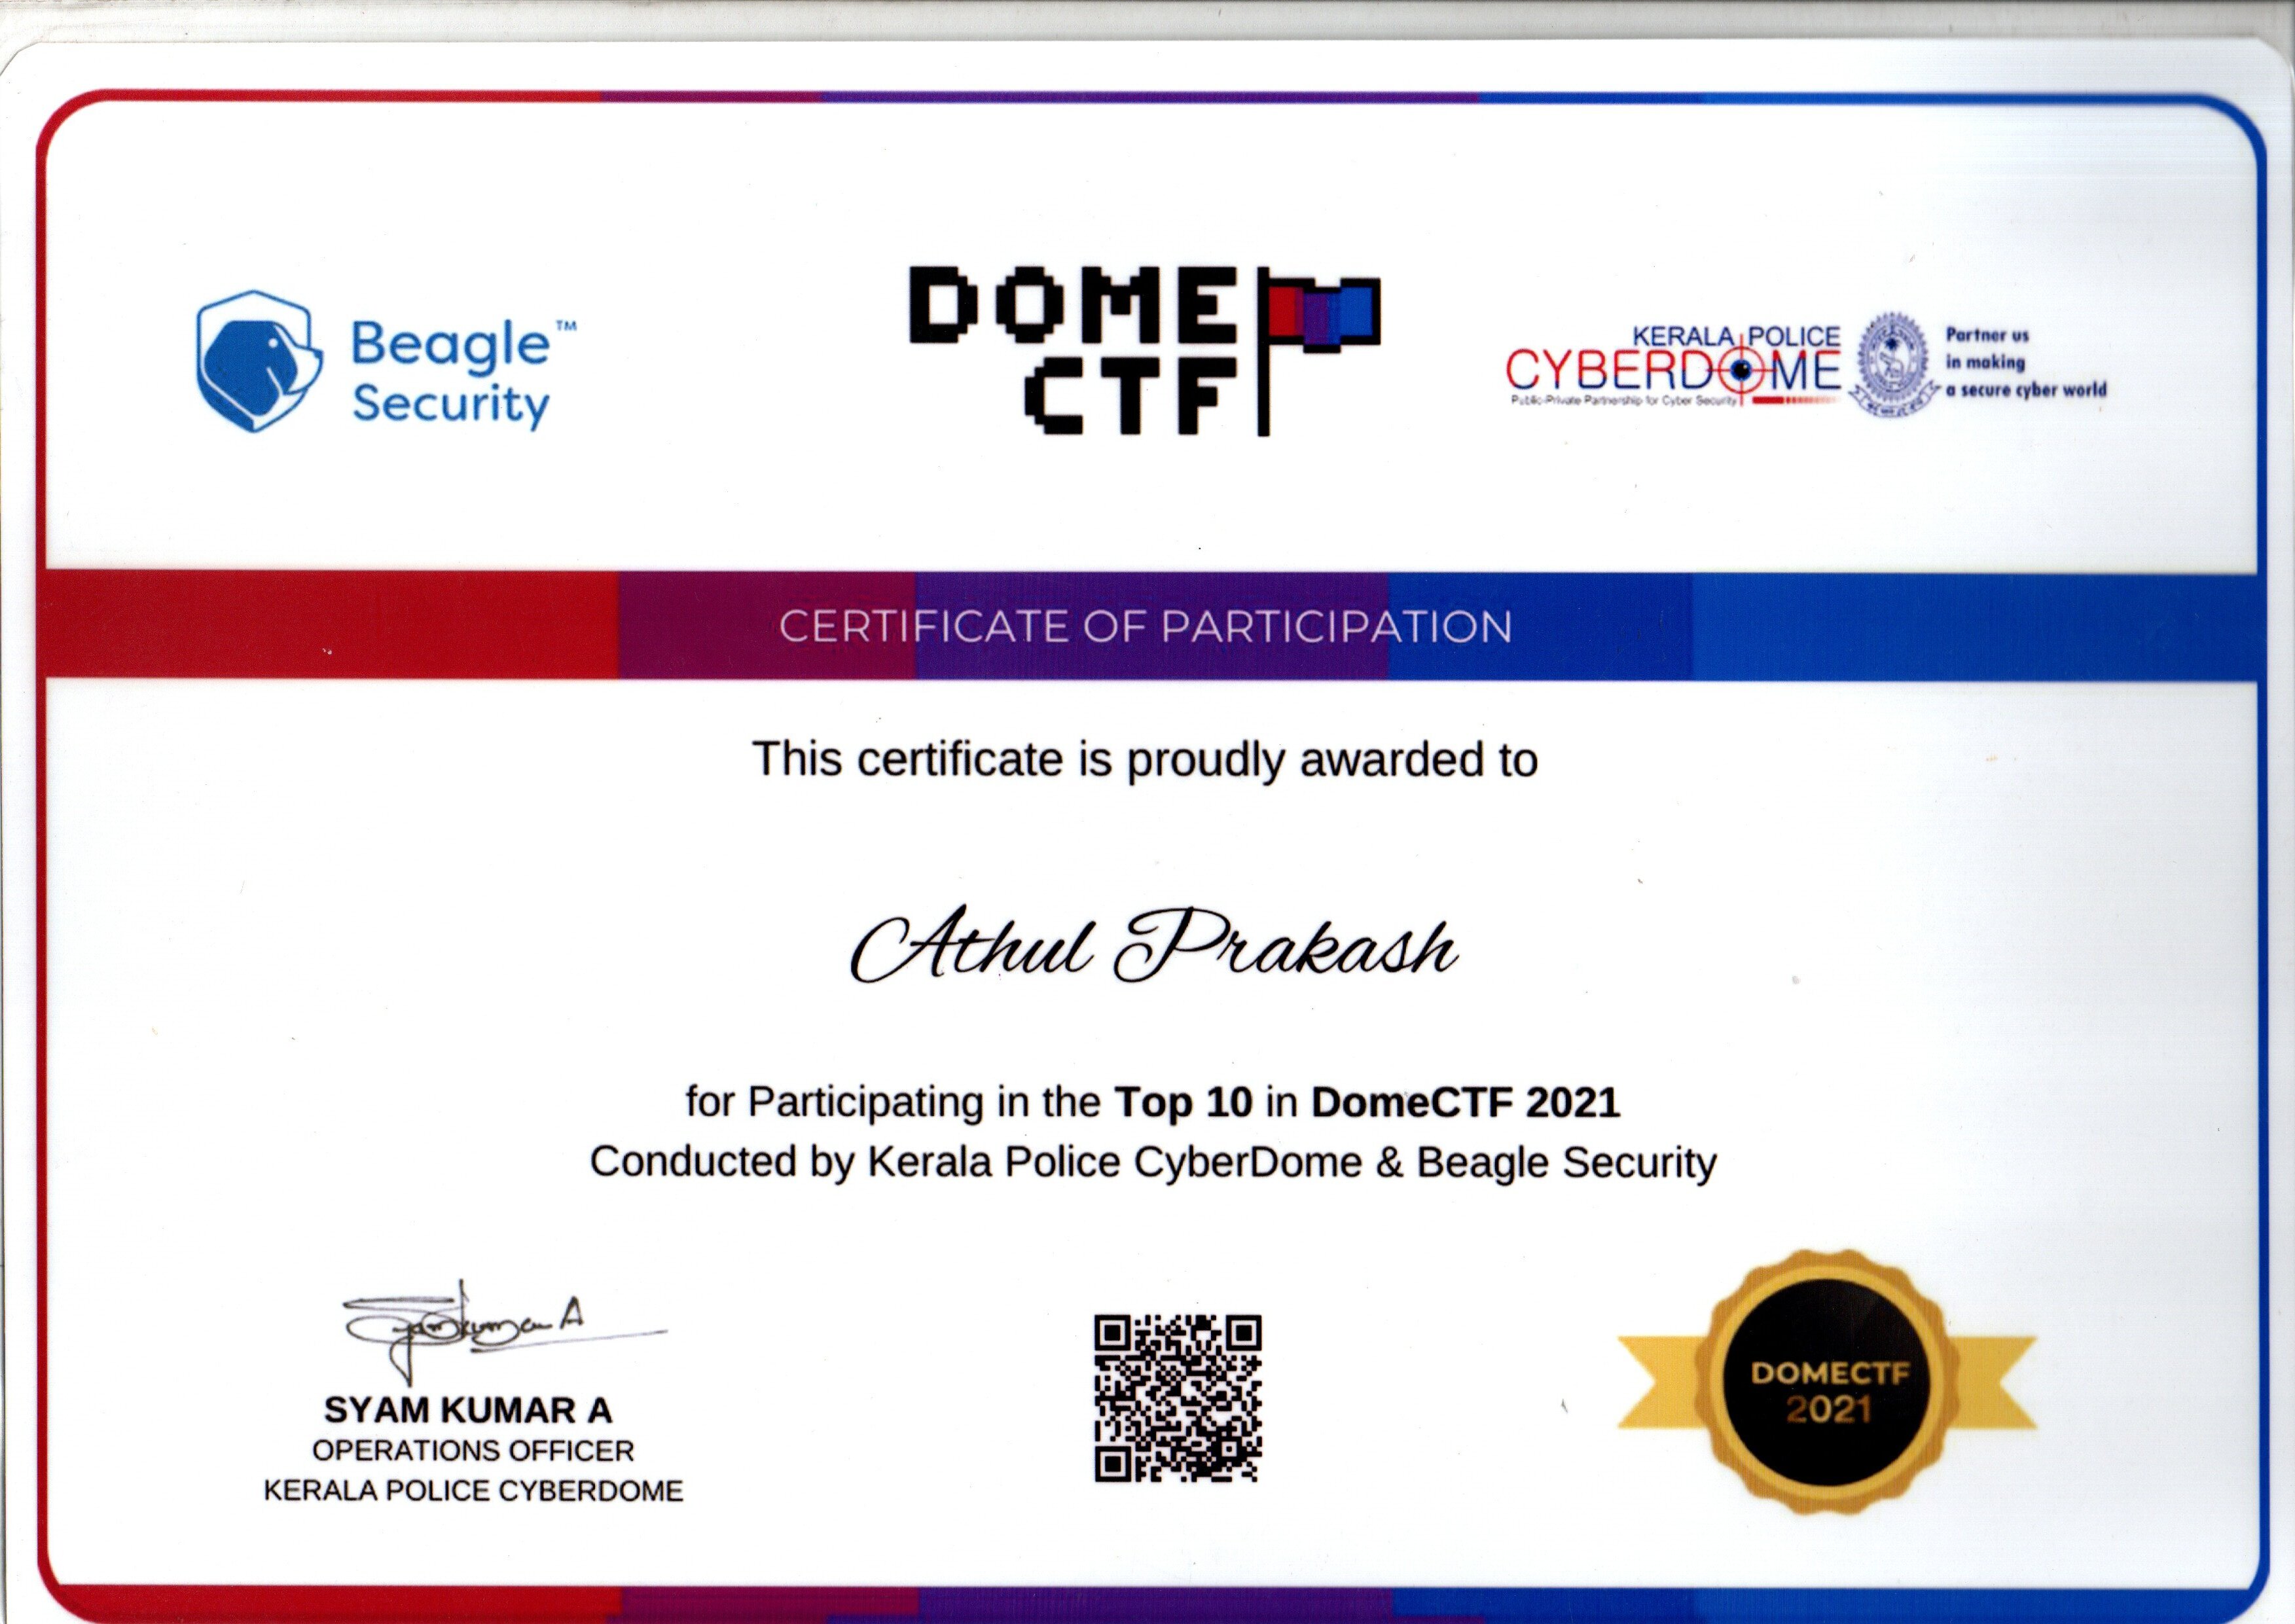 Beagle™
Security
DOME
CTF
KERALA POLICE
CYBERDOME
Public-Private Partnership for Cyber Security
Partner us
in making
a secure cyber world
CERTIFICATE OF PARTICIPATION
This certificate is proudly awarded to
Athul Prakash
for Participating in the Top 10 in DomeCTF 2021
Conducted by Kerala Police CyberDome & Beagle Security
Syamkumar A
SYAM KUMAR A
OPERATIONS OFFICER
KERALA POLICE CYBERDOME
DOMECTF
2021